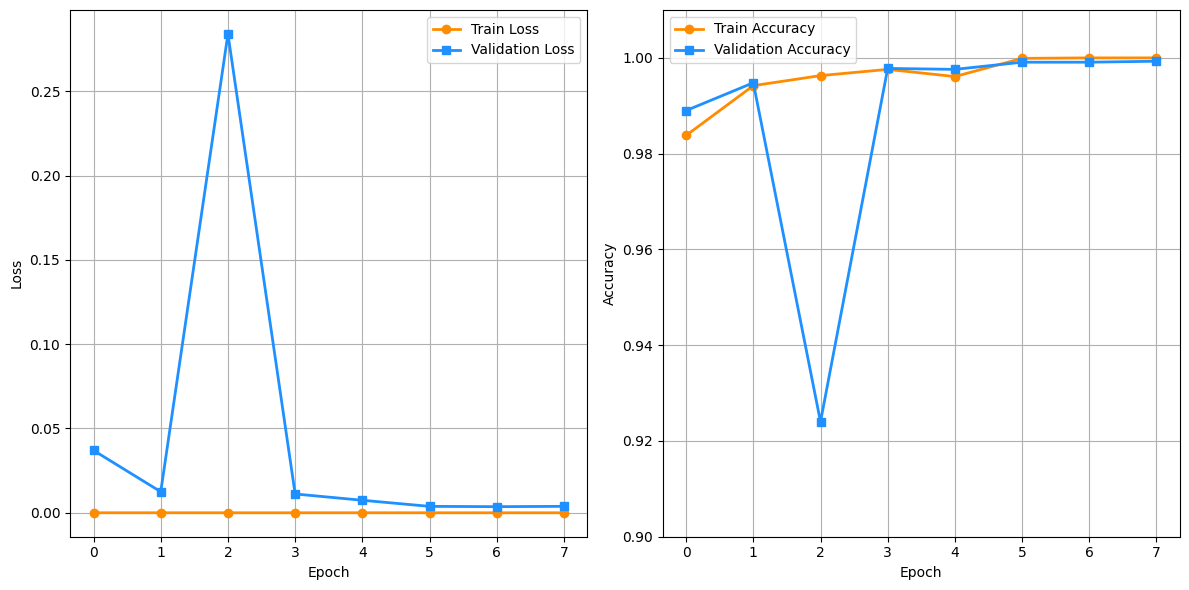 Train Loss
Validation Loss
0.25
0.20
0.15
0.10
0.05
0.00
Loss
0 1 2 3 4 5 6 7
Epoch
Train Accuracy
Validation Accuracy
1.00
0.98
0.96
0.94
0.92
0.90
Accuracy
0 1 2 3 4 5 6 7
Epoch